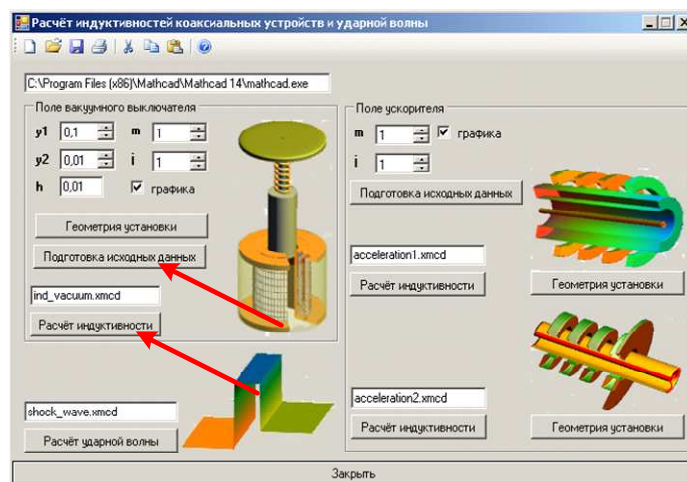 Расчёт индуктивностей коаксиальных устройств и ударной волны
C:\Program Files (x86)\Mathcad\Mathcad 14\mathcad.exe
Поле вакуумного выключателя
y1 0,1 m 1
y2 0,01 i 1
h 0,01 графика
Геометрия установки
Подготовка исходных данных
ind_vacuum.xmcd
Расчёт индуктивности
shock_wave.xmcd
Расчёт ударной волны
Поле ускорителя
m 1 графика
i 1
Подготовка исходных данных
acceleration1.xmcd
Расчёт индуктивности
Геометрия установки
acceleration2.xmcd
Расчёт индуктивности
Геометрия установки
Закрыть